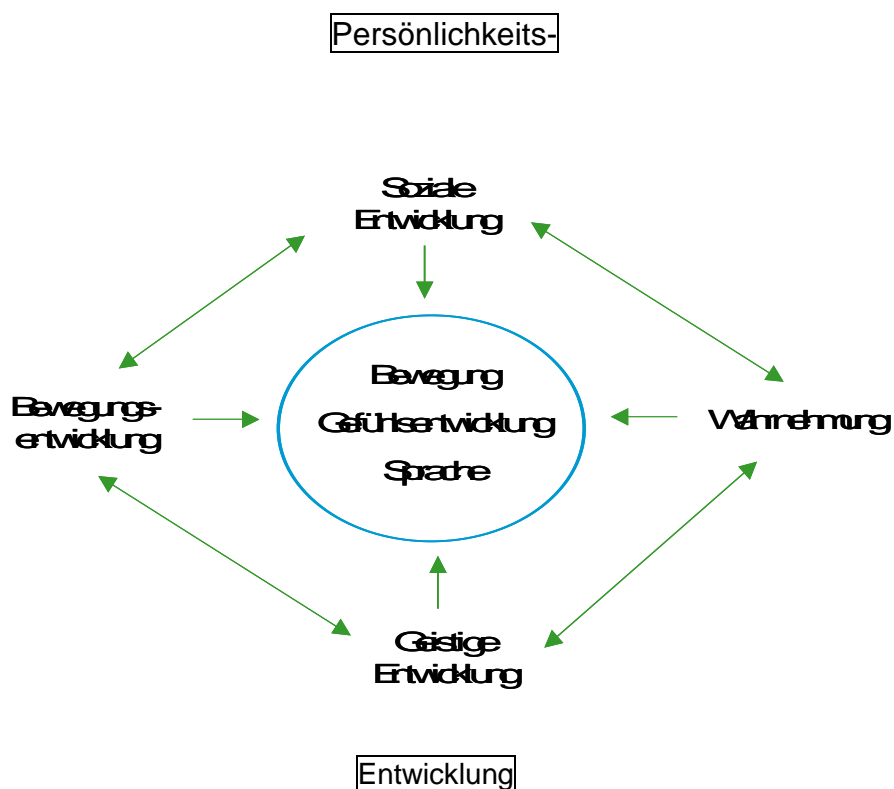 Persönlichkeits-
Soziale
Entwicklung
Bewegung
Bewegungs-
entwicklung
Gefühlsentwicklung
Wahrnehmung
Sprache
Geistige
Entwicklung
Entwicklung